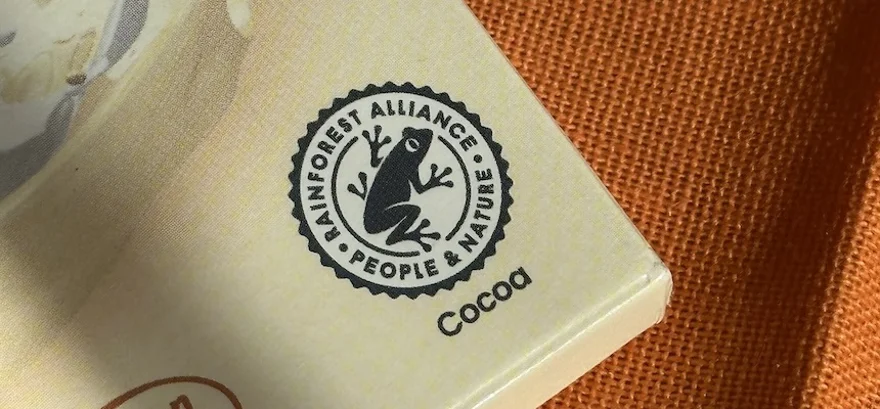 RAINFOREST ALLIANCE
PEOPLE & NATURE
Cocoa